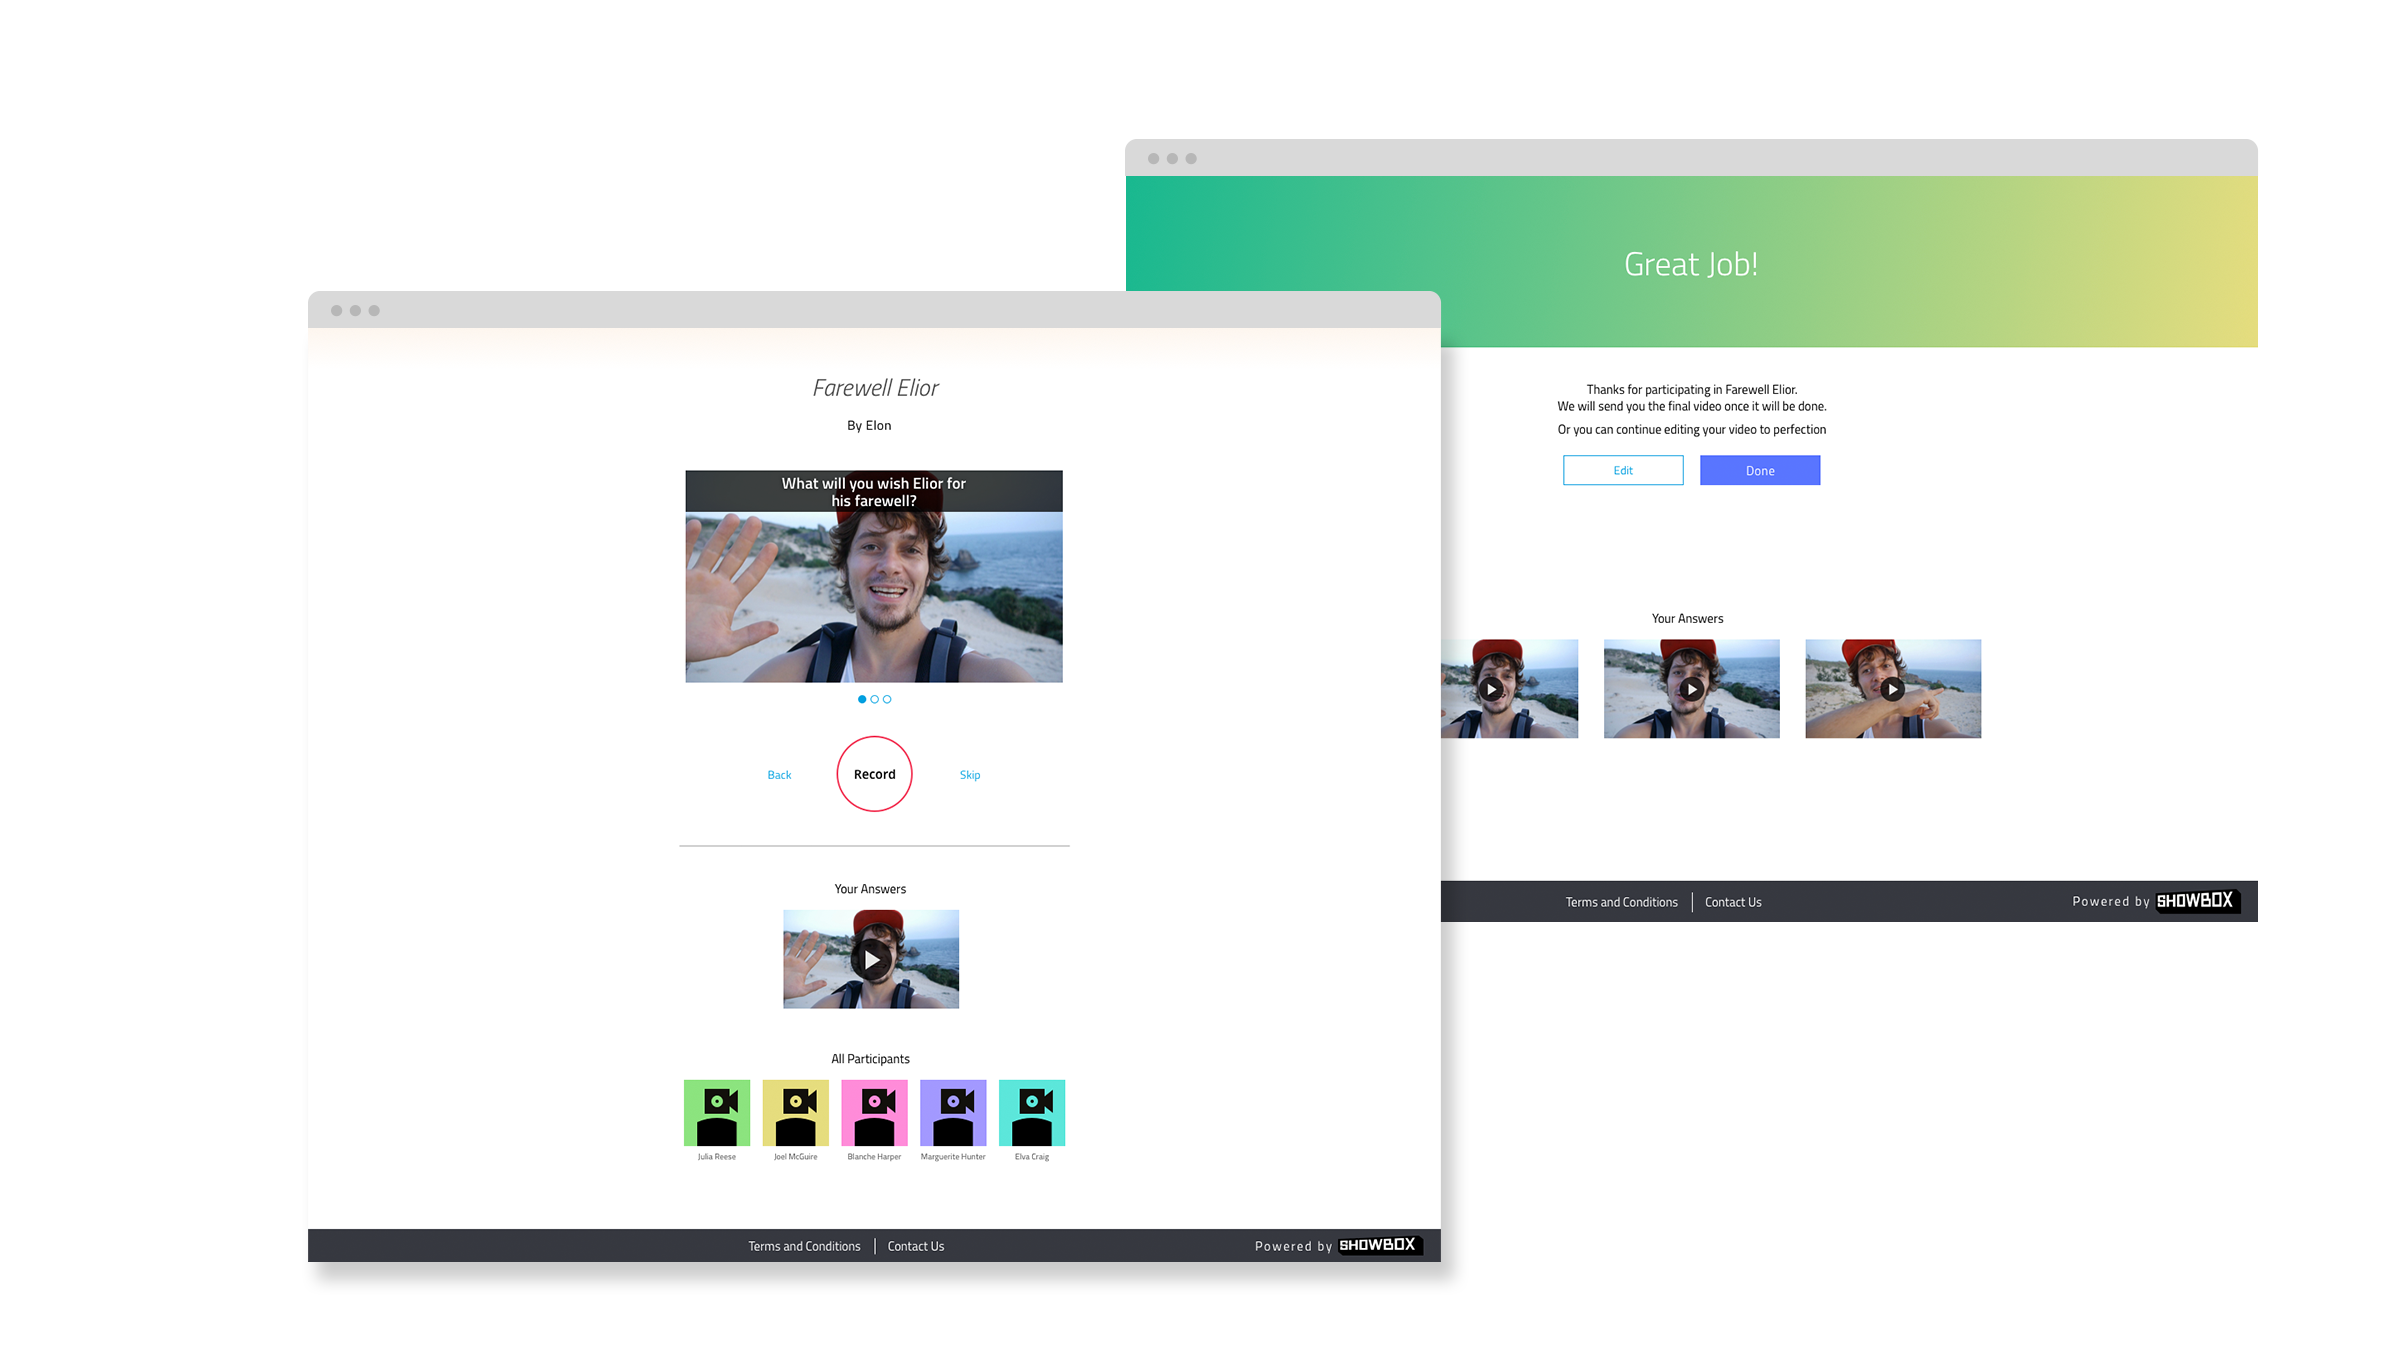 Great Job!
Thanks for participating in Farewell Elior.
We will send you the final video once it will be done.
Or you can continue editing your video to perfection
Edit
Done
Your Answers
Terms and Conditions
Contact Us
Powered by SHOWBOX
Farewell Elior
By Elon
What will you wish Elior for
his farewell?
Back
Record
Skip
Your Answers
All Participants
Julia Reese
Joel McGuire
Blanche Harper
Marguerite Hunter
Elva Craig
Terms and Conditions
Contact Us
Powered by SHOWBOX